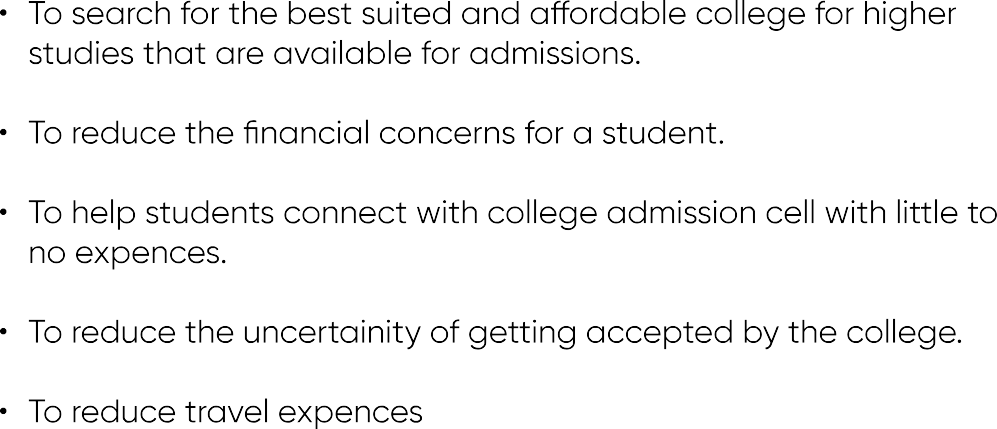 • To search for the best suited and affordable college for higher
studies that are available for admissions.
• To reduce the financial concerns for a student.
• To help students connect with college admission cell with little to
no expences.
• To reduce the uncertainity of getting accepted by the college.
• To reduce travel expences